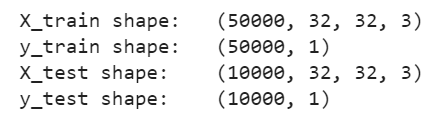 X_train shape:   (50000, 32, 32, 3)
y_train shape:   (50000, 1)
X_test shape:    (10000, 32, 32, 3)
y_test shape:    (10000, 1)